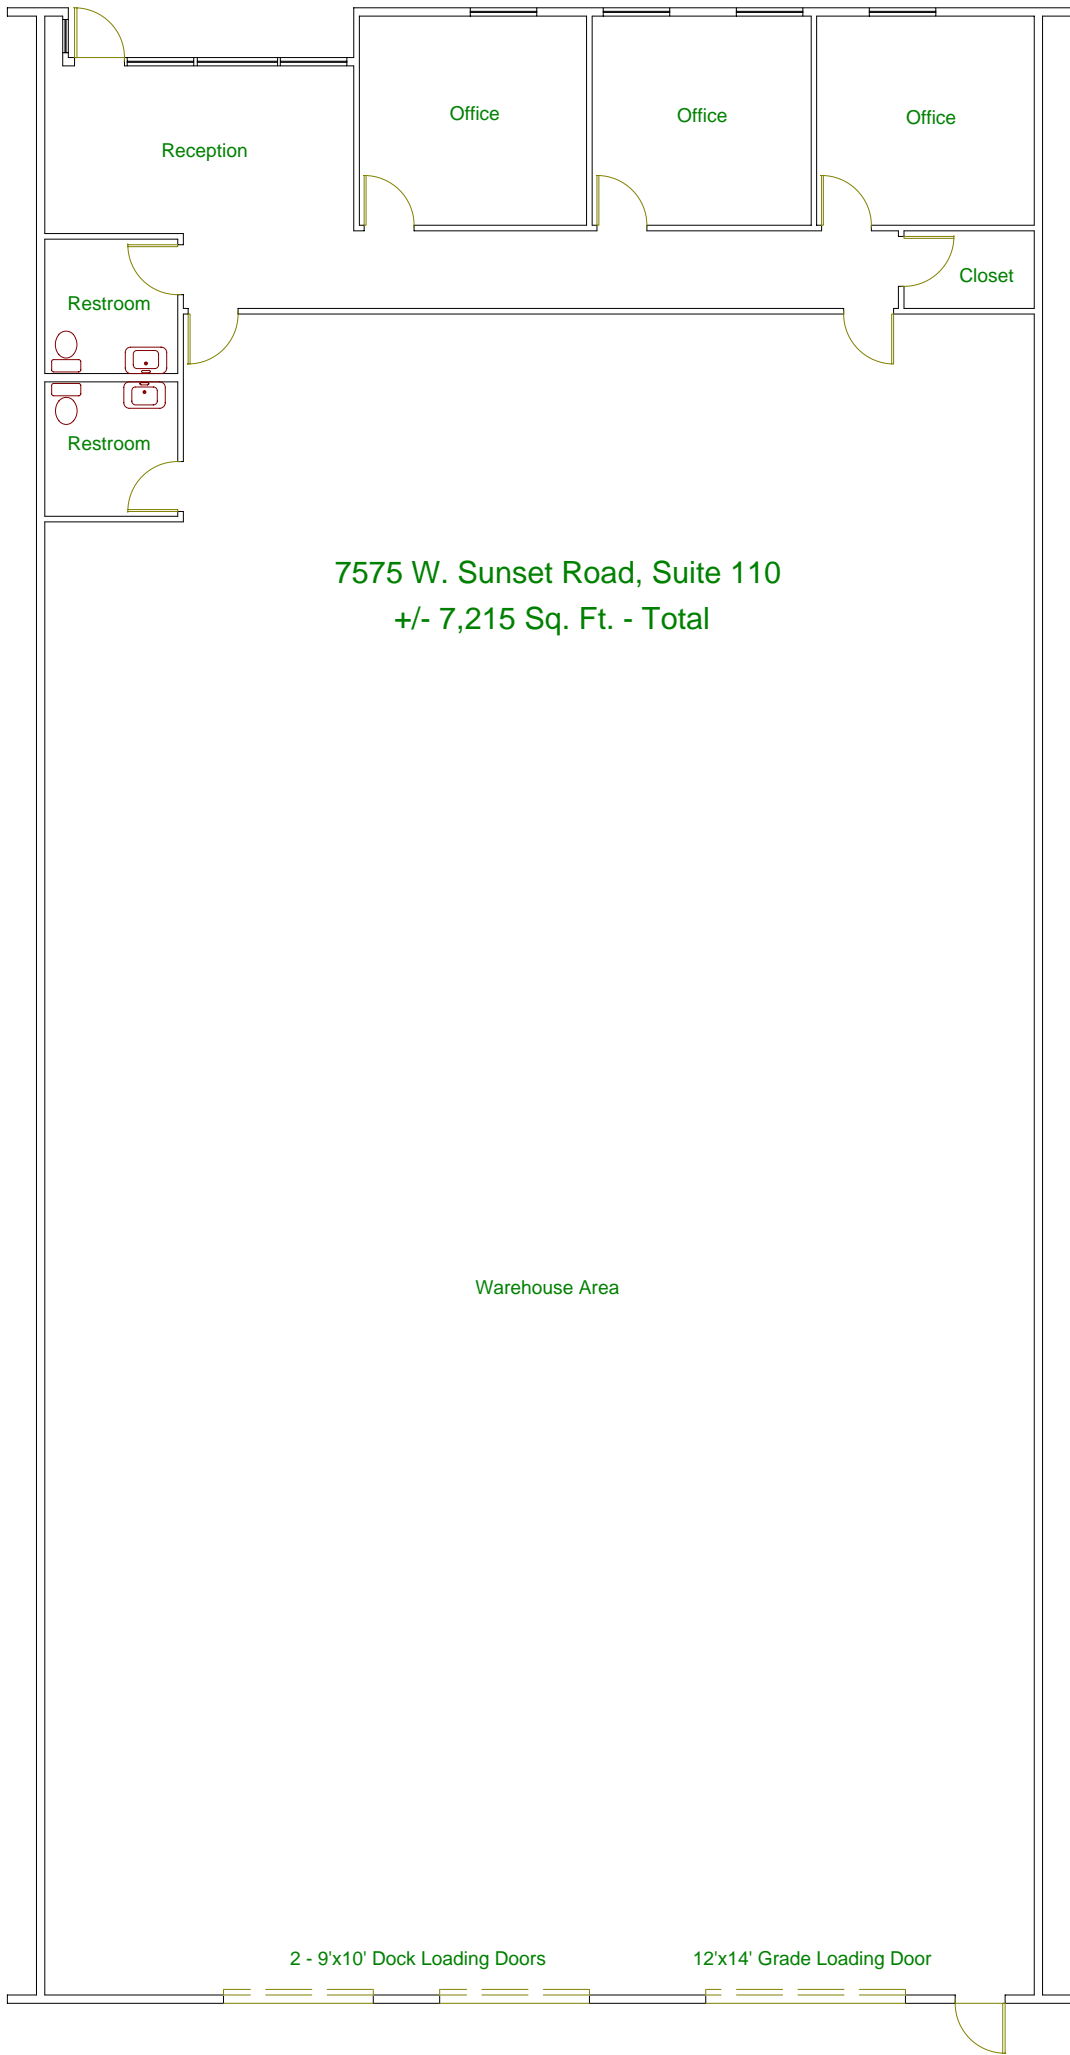 Office
Office
Office
Reception
Closet
Restroom
Restroom
7575 W. Sunset Road, Suite 110
+/- 7,215 Sq. Ft. - Total
Warehouse Area
2 - 9'x10' Dock Loading Doors
12'x14' Grade Loading Door